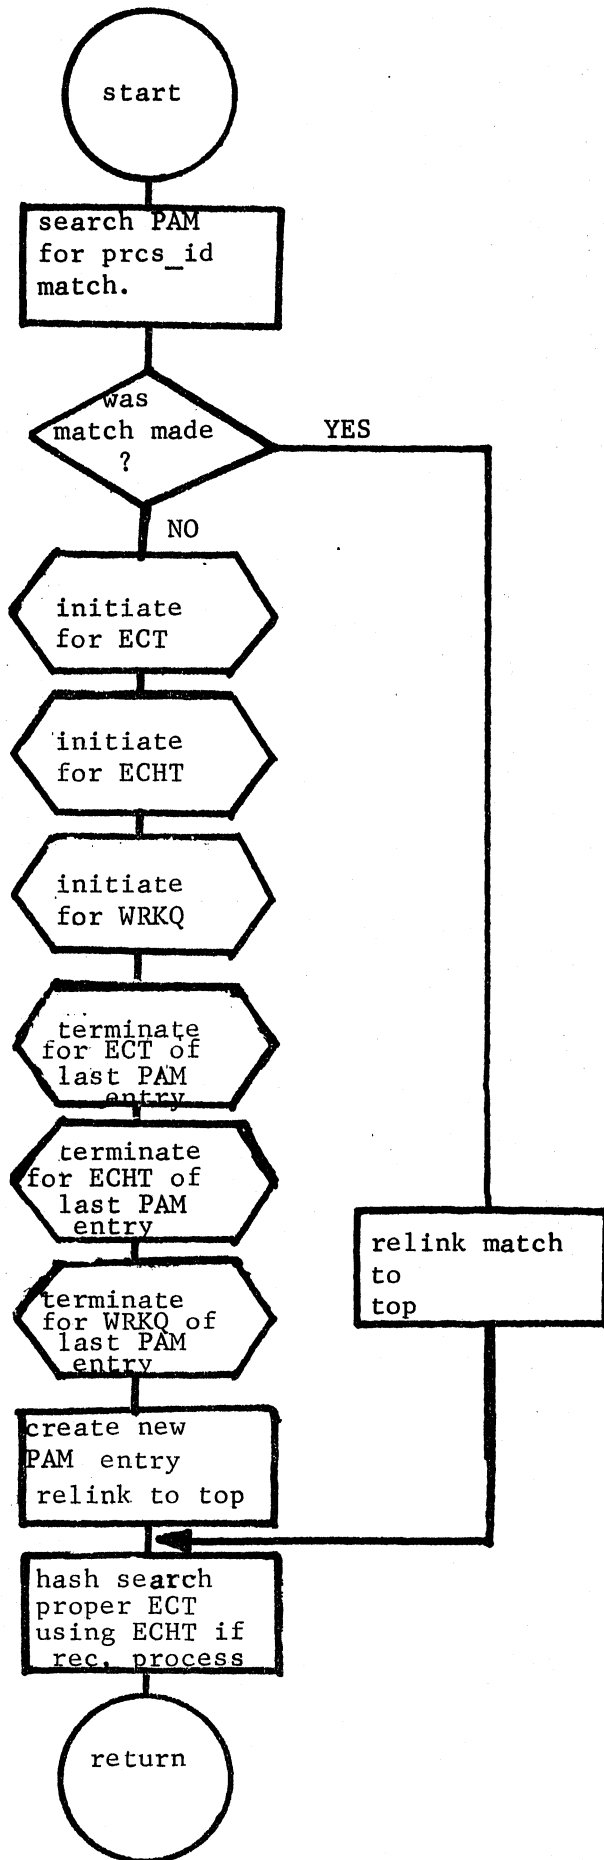 start
search PAM
for prcs_id
match.
was
match made
?
YES
NO
initiate
for ECT
initiate
for ECHT
initiate
for WRKQ
terminate
for ECT of
last PAM
entry
terminate
for ECHT of
last PAM
entry
terminate
for WRKQ of
last PAM
entry
relink match
to
top
create new
PAM entry
relink to top
hash search
proper ECT
using ECHT if
rec. process
return